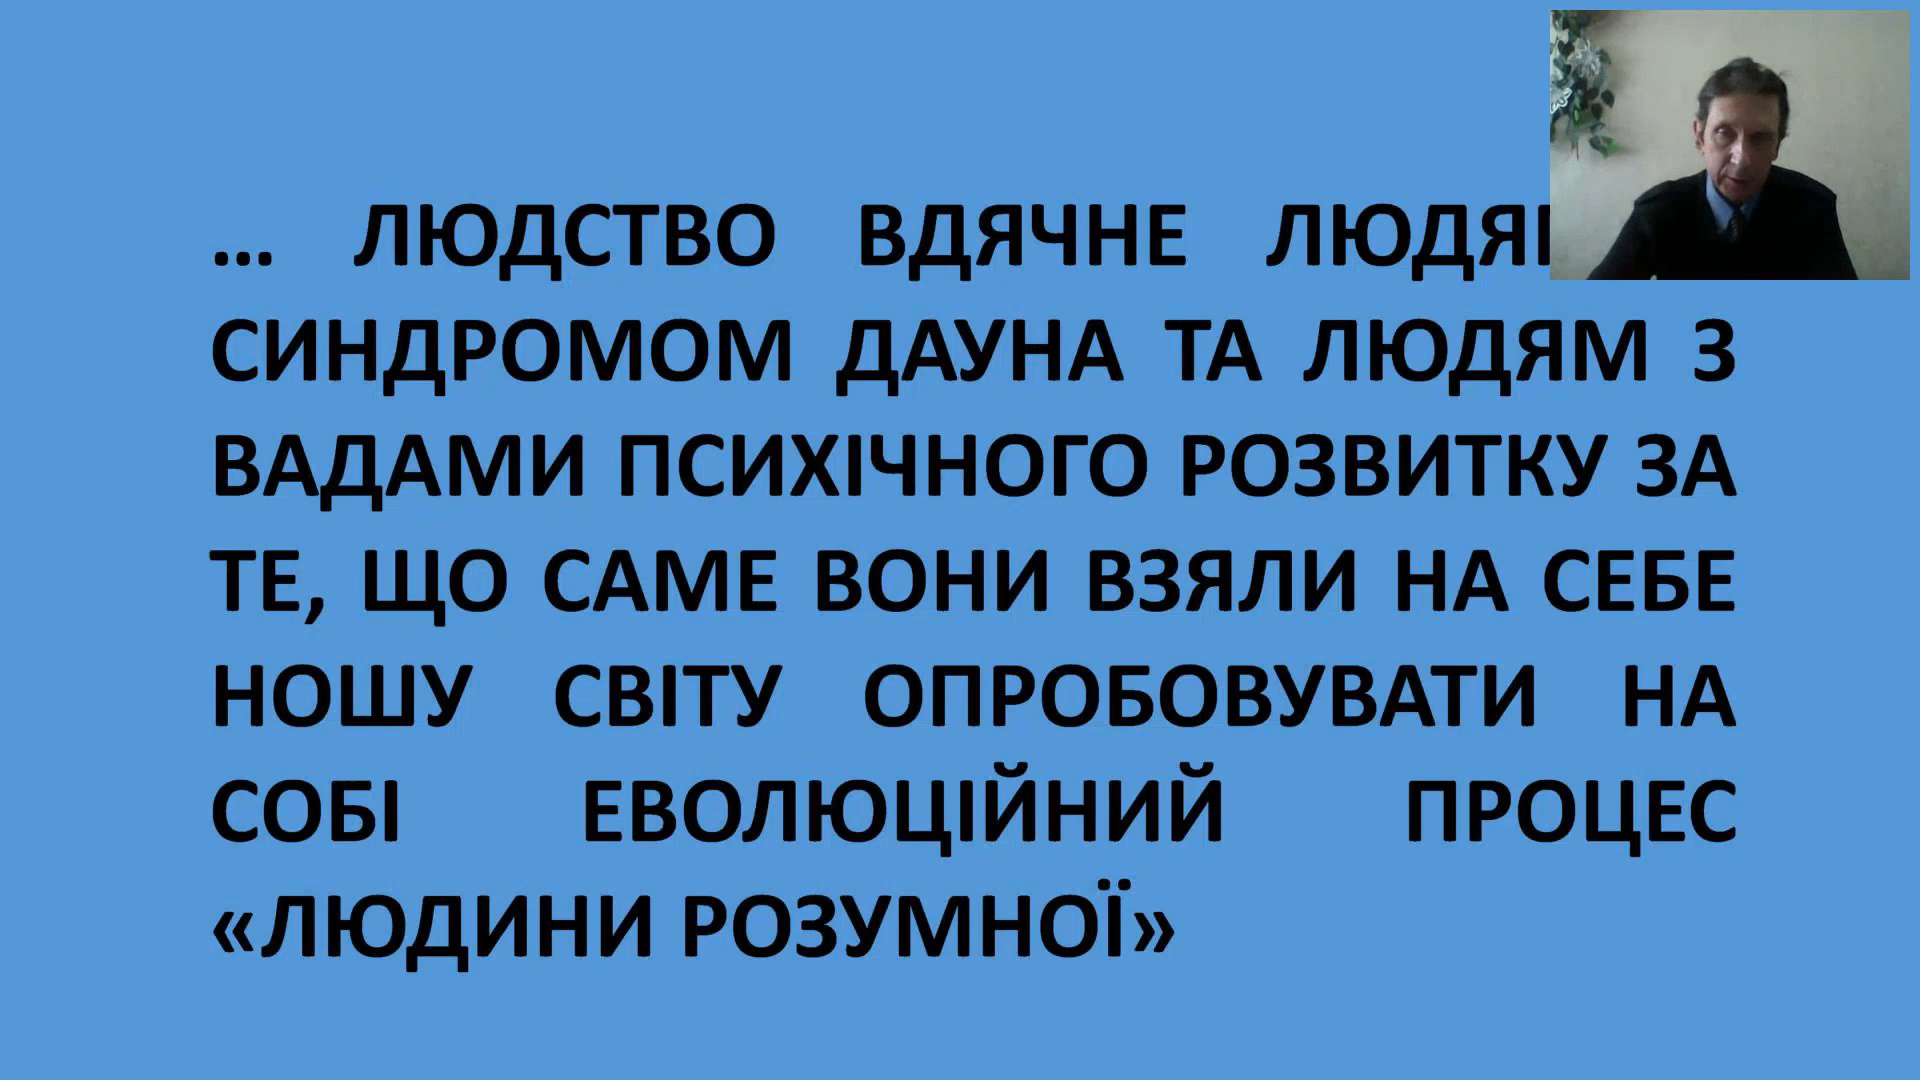 … ЛЮДСТВО ВДЯЧНЕ
СИНДРОМОМ ДАУНА ТА ЛЮДЯМ З
ВАДАМИ ПСИХІЧНОГО РОЗВИТКУ ЗА
ТЕ, ЩО САМЕ ВОНИ ВЗЯЛИ НА СЕБЕ
НОШУ СВІТУ ОПРОБОВУВАТИ НА
СОБІ ЕВОЛЮЦІЙНИЙ ПРОЦЕС
«ЛЮДИНИ РОЗУМНОЇ»